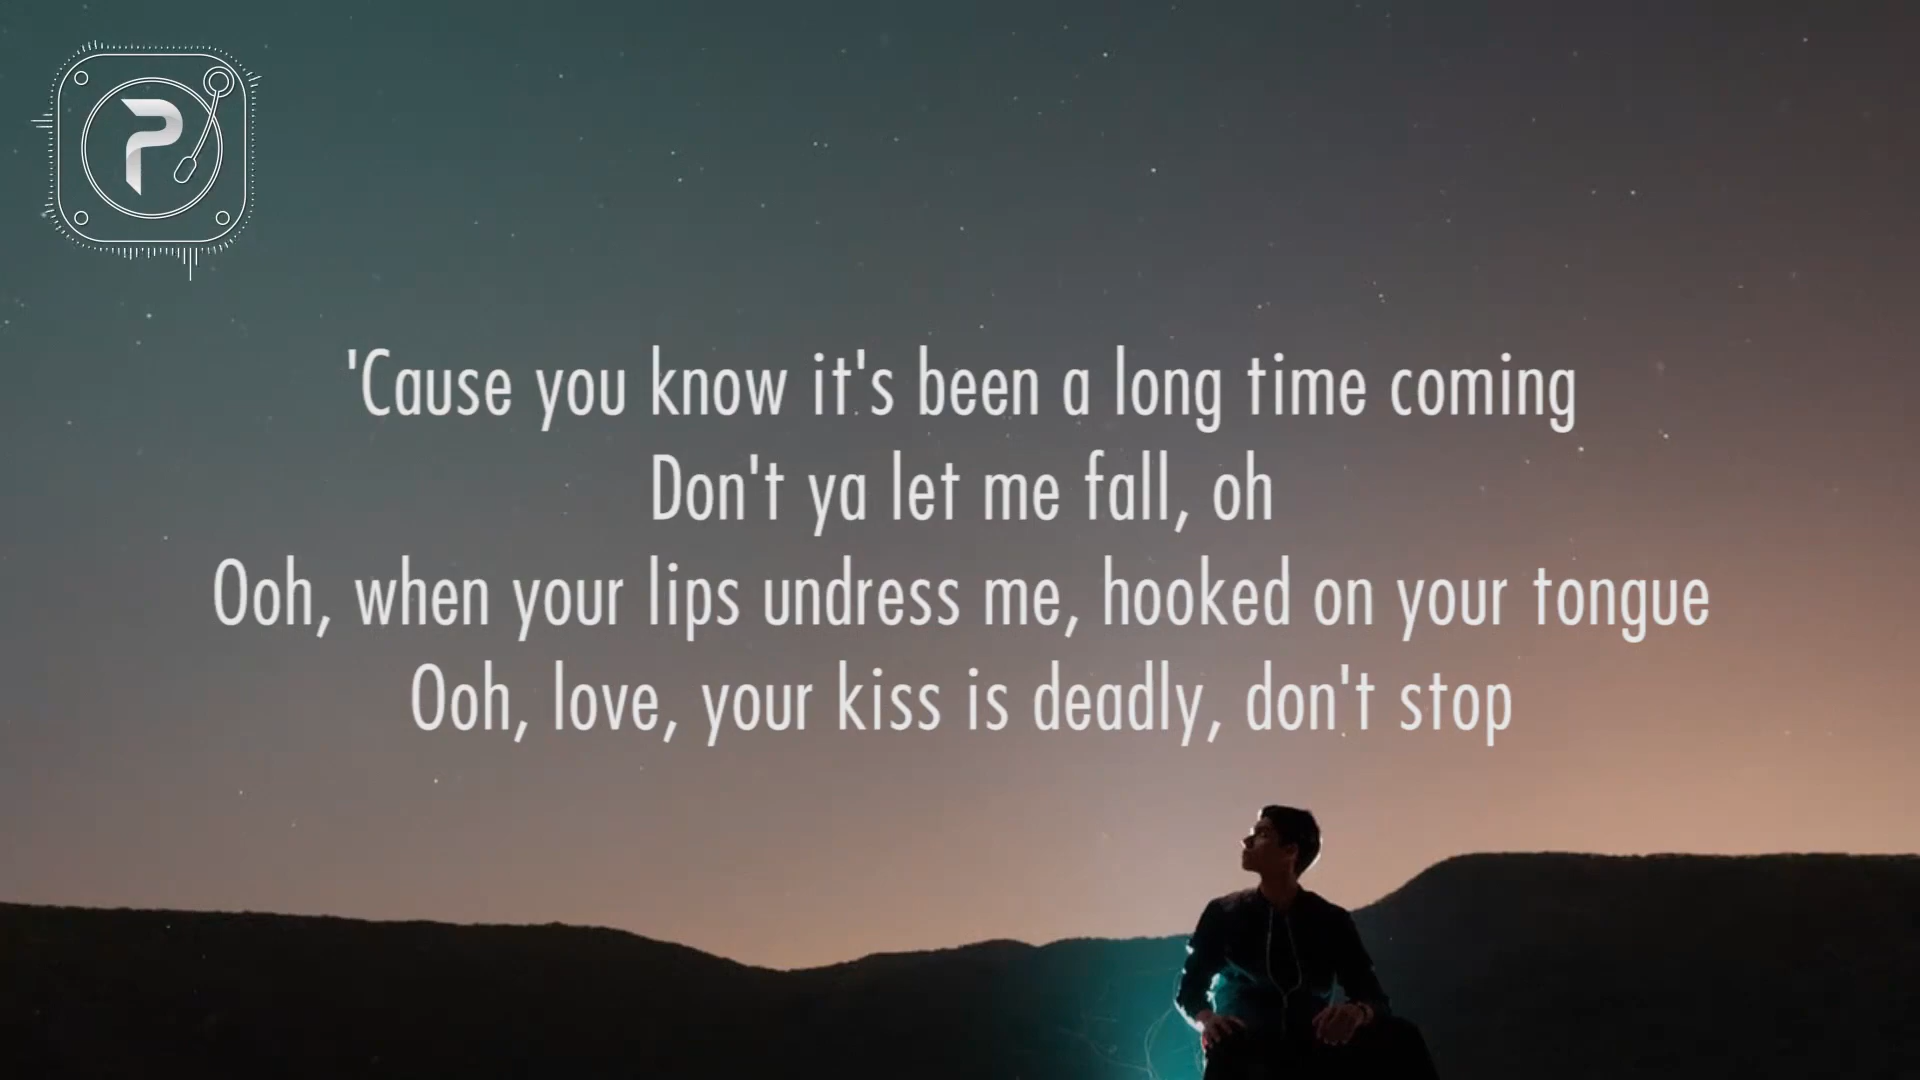 P
'Cause you know it's been a long time coming
Don't ya let me fall, oh
Ooh, when your lips undress me, hooked on your tongue
Ooh, love, your kiss is deadly, don't stop